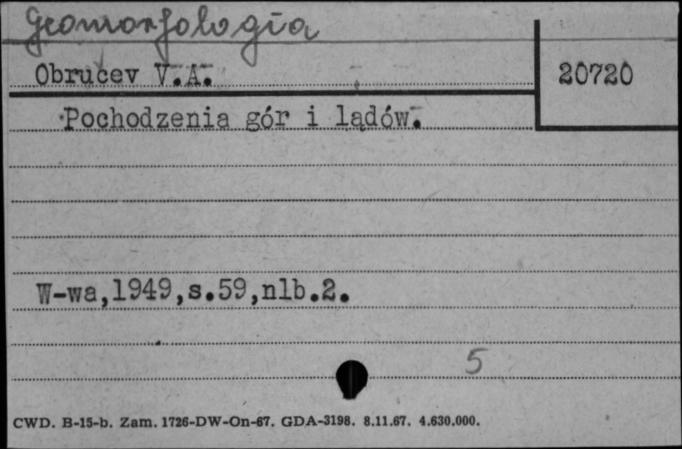 Geomorfologia
Obručev V.A.
20720
Pochodzenia gór i lądów.
W-wa,1949,s.59,nlb.2.
5
CWD. B-15-b. Zam. 1726-DW-On-67. GDA-3198. 8.11.67. 4.630.000.